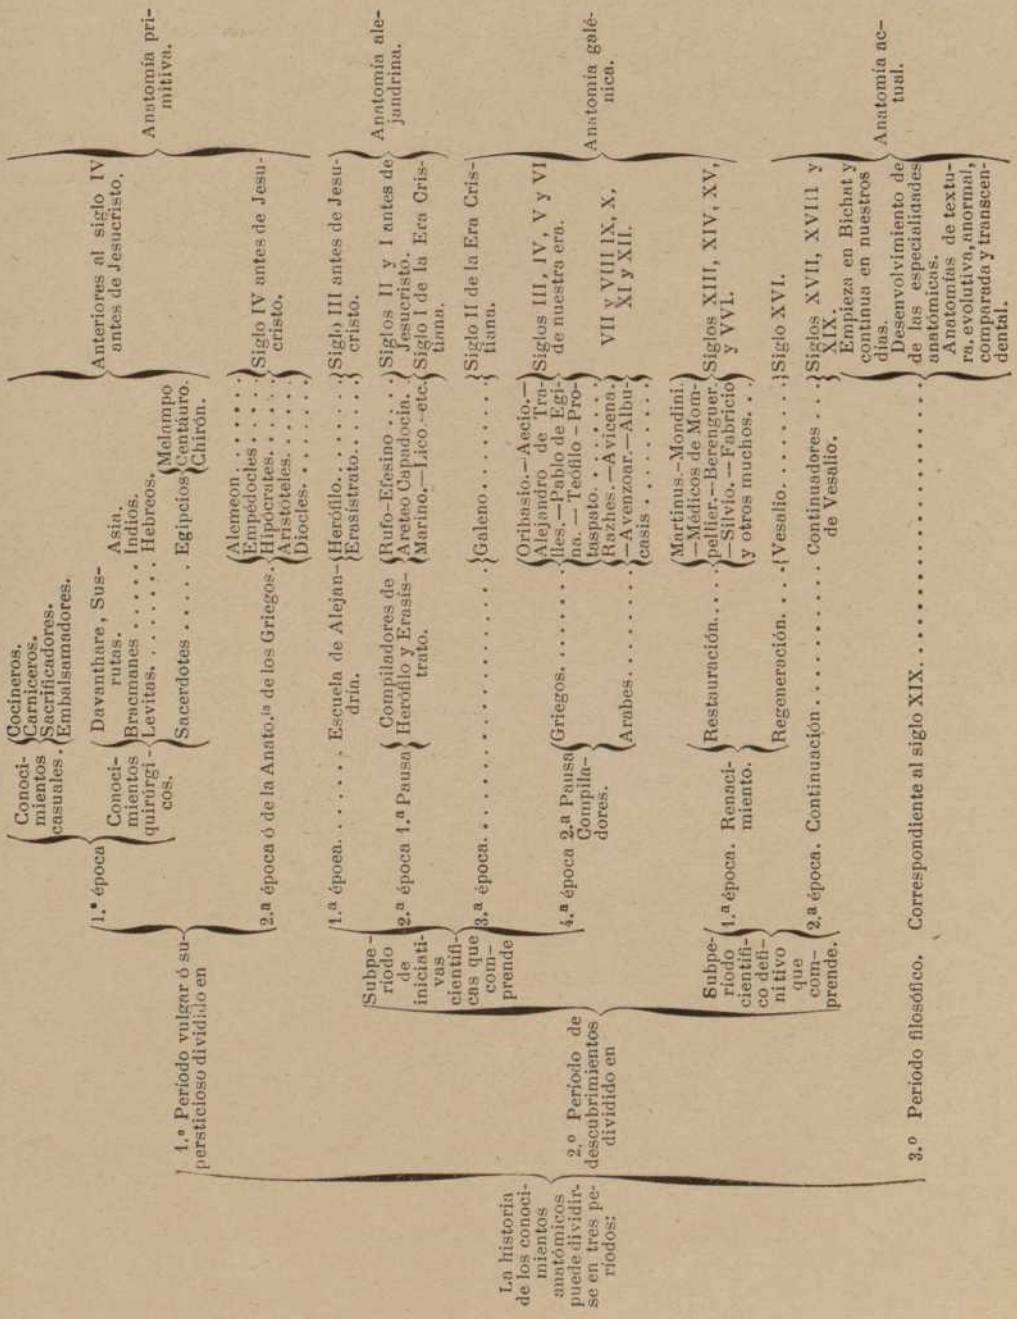 La historia
de los conoci-
mientos
anatómicos
puede dividir-
se en tres pe-
ríodos:
1.º Período vulgar ó su-
persticioso dividido en
1.ª época
Conoci-
mientos
casuales.
Cocineros.
Carniceros.
Sacrificadores.
Embalsamadores.
Conoci-
mientos
quirúrgi-
cos.
Davanthare, Sus-
rutas.
Asia.
Bracmanes ..... Indios.
Levitas....... Hebreos.
Sacerdotes .... Egipcios
Melampo
Centauro.
Chirón.
Anteriores al siglo IV
antes de Jesucristo.
2.ª época ó de la Anato.ía de los Griegos.
Alcmeon.....
Empédocles ....
Hipócrates.....
Aristóteles.....
Diocles......
Siglo IV antes de Jesu-
cristo.
Anatomía pri-
mitiva.
2.º Período de
descubrimientos
dividido en
Subpe-
ríodo
de
iniciati-
vas
científi-
cas que
com-
prende
1.ª época...... Escuela de Alejan-
dría.
Herófilo......
Erasístrato.....
Siglo III antes de Jesu-
cristo.
2.ª época 1.ª Pausa
Compiladores de
Herófilo y Erasís-
trato.
Rufo-Efesino ....
Areteo Capadocia.
Marino.—Lico.—etc.
Siglos II y I antes de
Jesucristo.
Siglo I de la Era Cris-
tiana.
Anatomía ale-
jandrina.
3.ª época..............
Galeno.......
Siglo II de la Era Cris-
tiana.
4.ª época 2.ª Pausa
Compila-
dores.
Griegos........
Oribasio.—Aecio.—
Alejandro de Tra-
lles.—Pablo de Egi-
na. — Teófilo - Pro-
taspato......
Siglos III, IV, V y VI
de nuestra era.
Arabes.......
Razhes.—Avicena.
—Avenzoar.—Albu-
casis .......
VII y VIII IX, X,
XI y XII.
Subpe-
ríodo
científi-
co defi-
nitivo
que
com-
prende.
1.ª época. Renaci-
miento.
Restauración....
Martinus.—Mondini.
—Médicos de Mom-
pellier.—Berenguer.
—Silvio. — Fabricio
y otros muchos...
Siglos XIII, XIV, XV,
y VVI.
Anatomía galé-
nica.
Regeneración....
Vesalio......
Siglo XVI.
2.ª época. Continuación........ Continuadores ...
de Vesalio.
Siglos XVII, XVIII y
XIX.
3.º Período filosófico. Correspondiente al siglo XIX....................
Empieza en Bichat y
continua en nuestros
días.
Desenvolvimiento de
de las especialidades
anatómicas.
Anatomías de textu-
ra, evolutiva, anormal,
comparada y transcen-
dental.
Anatomía ac-
tual.